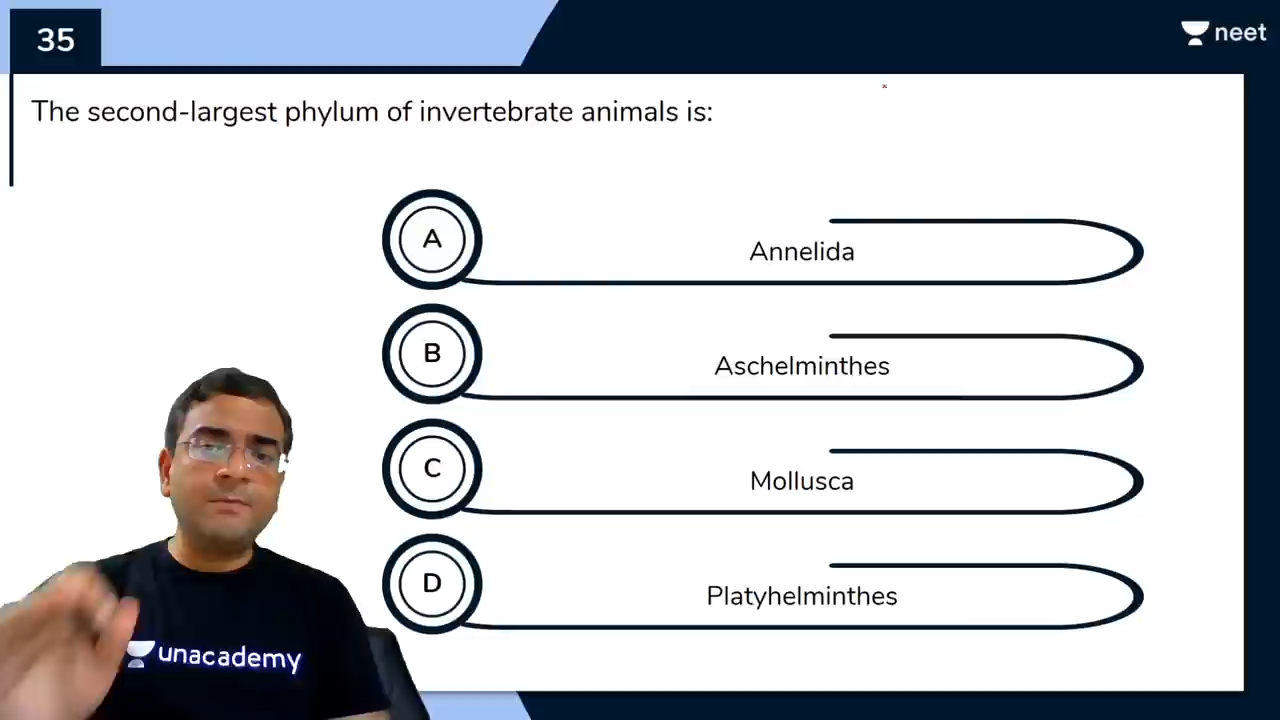 35
neet
The second-largest phylum of invertebrate animals is:
A
Annelida
B
Aschelminthes
C
Mollusca
D
Platyhelminthes
unacademy